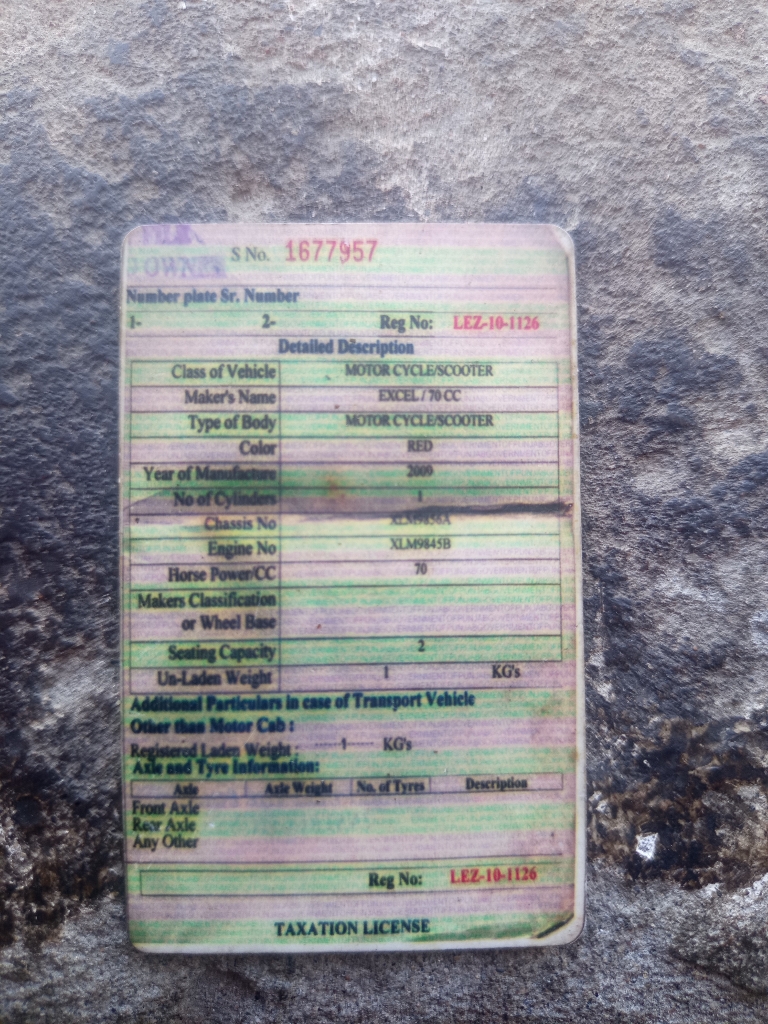 OWNER
S No. 1677957
Number plate Sr. Number
1- 2- Reg No: LEZ-10-1126
Detailed Description
Class of Vehicle MOTOR CYCLE/SCOOTER
Maker's Name EXCEL / 70 CC
Type of Body MOTOR CYCLE/SCOOTER
Color RED
Year of Manufacture 2009
No of Cylinders 1
Chassis No
Engine No XLM9845B
Horse Power/CC 70
Makers Classification
or Wheel Base
Seating Capacity 2
Un-Laden Weight 1 KG's
Additional Particulars in case of Transport Vehicle
Other than Motor Cab :
Registered Laden Weight : ------1------ KG's
Axle and Tyre Information:
Axle Axle Weight No. of Tyres Description
Front Axle
Rear Axle
Any Other
Reg No: LEZ-10-1126
TAXATION LICENSE